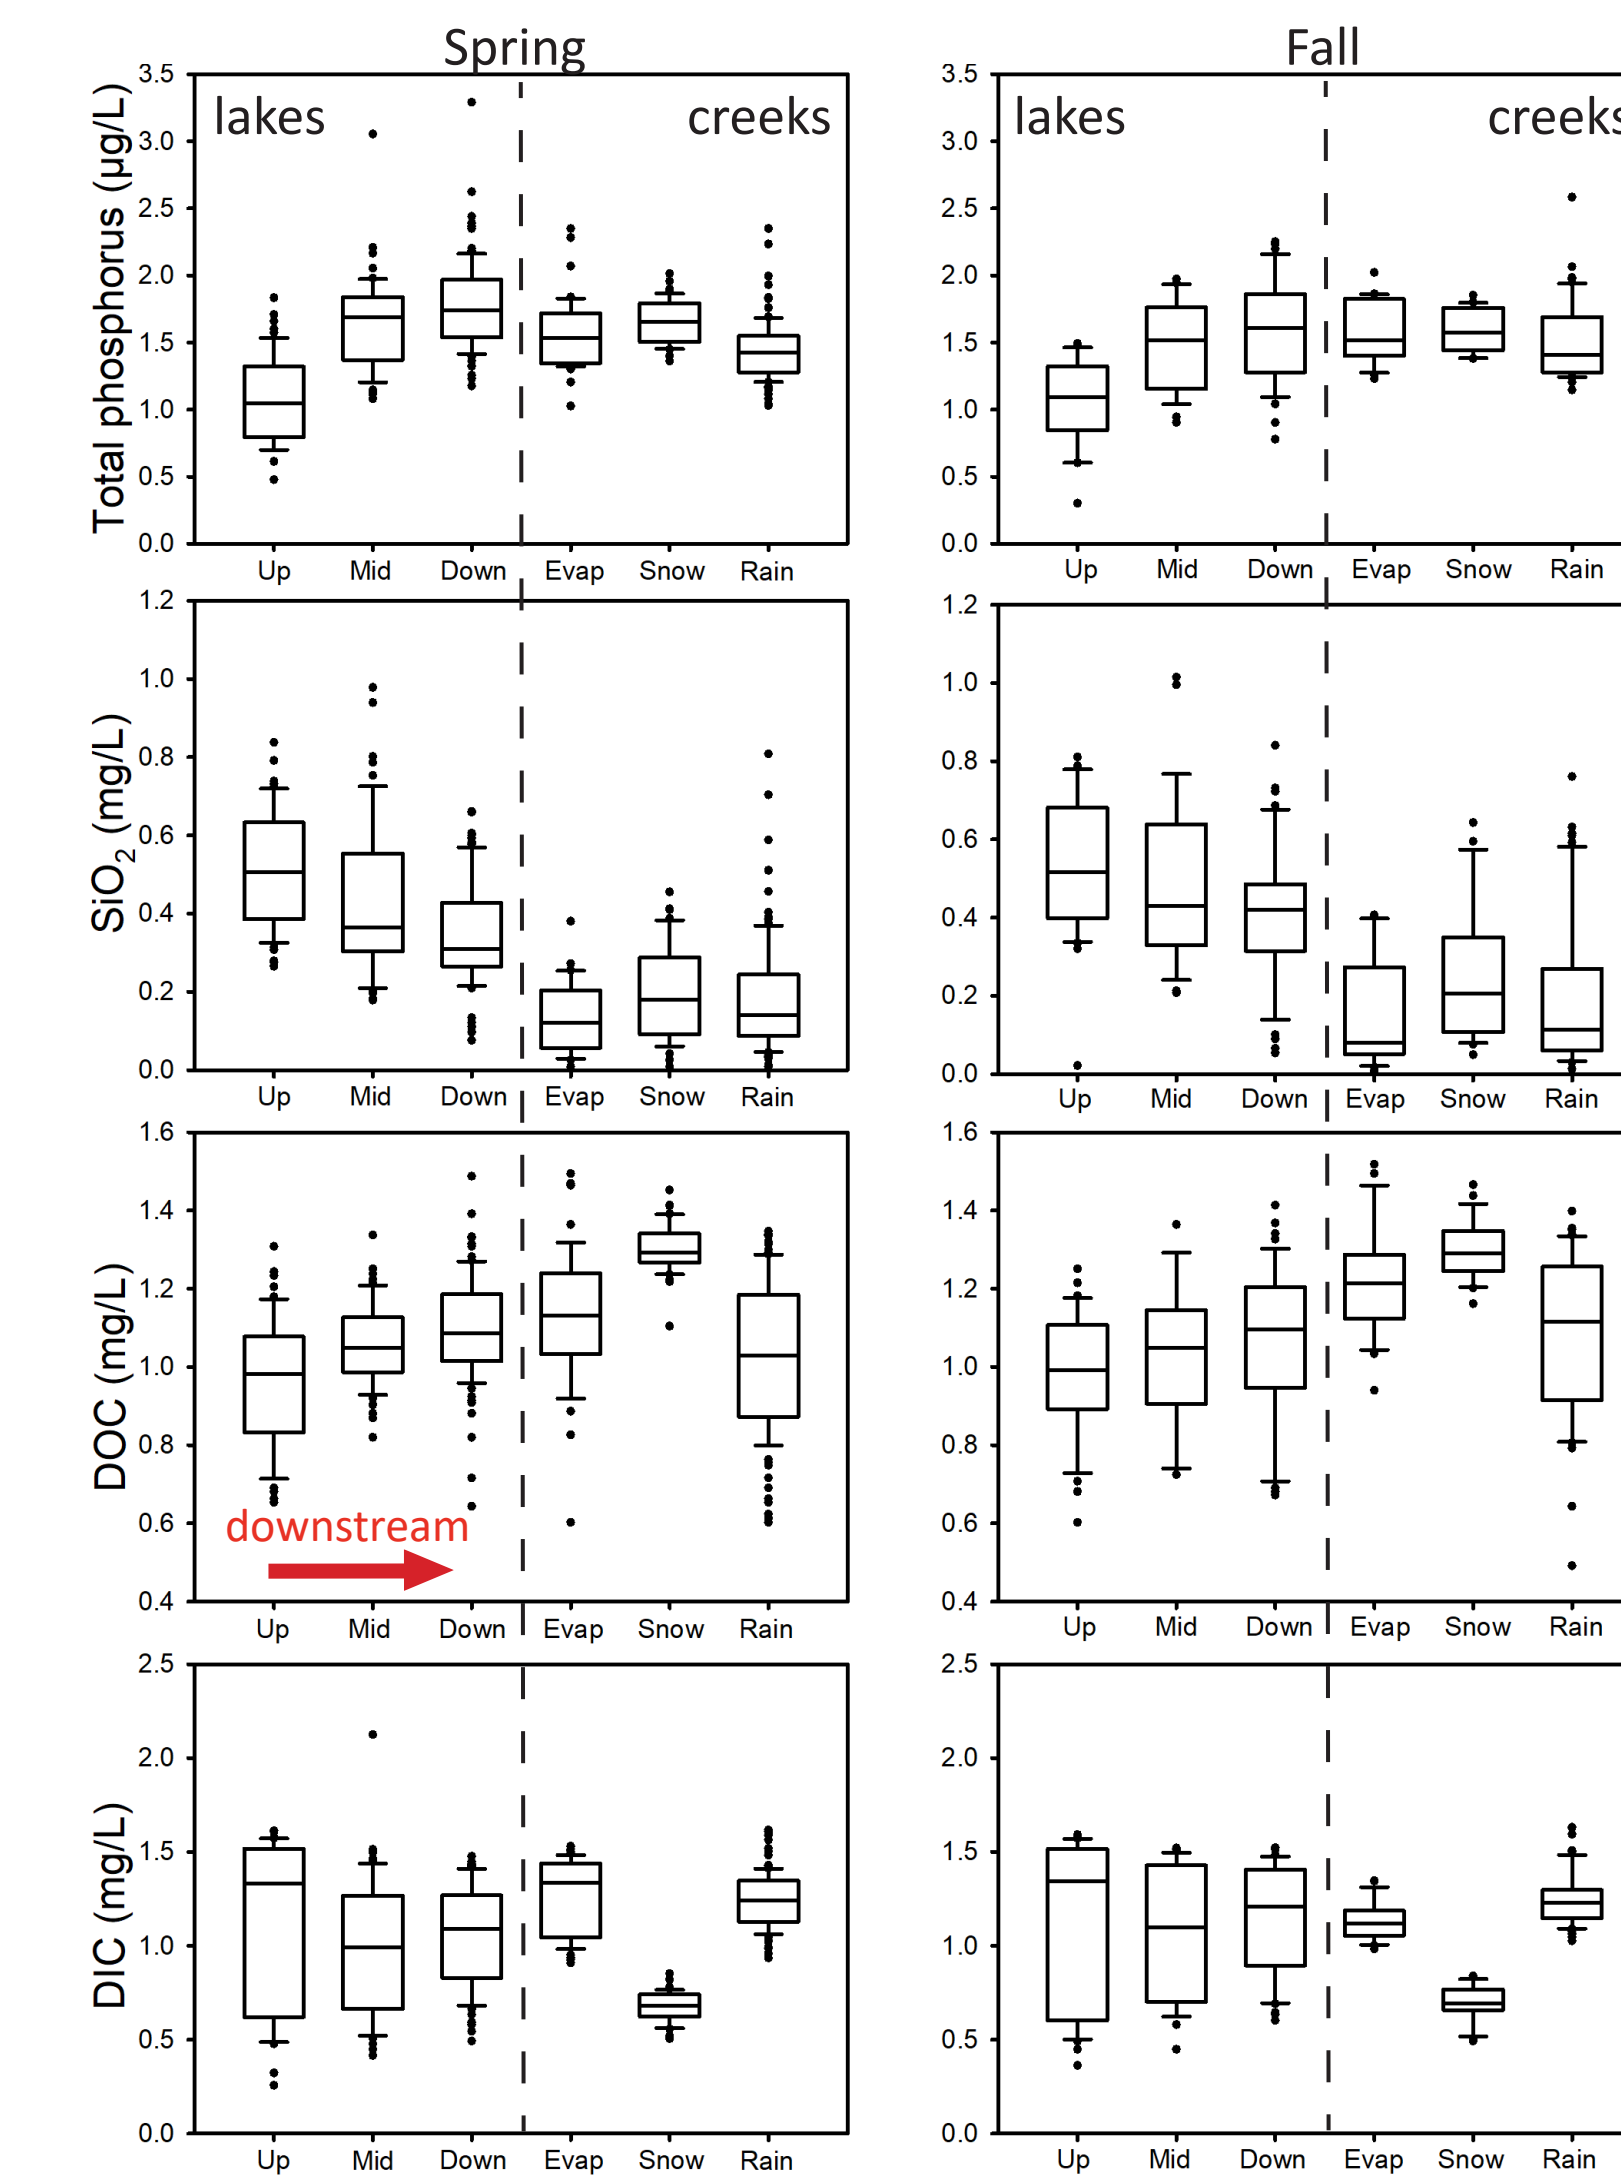 Spring Fall
3.5 3.5
lakes creeks lakes creeks
3.0 3.0
2.5 2.5
Total phosphorus (µg/L)
2.0 2.0
1.5 1.5
1.0 1.0
0.5 0.5
0.0 0.0
Up Mid Down Evap Snow Rain Up Mid Down Evap Snow Rain
1.2 1.2
1.0 1.0
0.8 0.8
SiO2 (mg/L)
0.6 0.6
0.4 0.4
0.2 0.2
0.0 0.0
Up Mid Down Evap Snow Rain Up Mid Down Evap Snow Rain
1.6 1.6
1.4 1.4
1.2 1.2
DOC (mg/L)
1.0 1.0
0.8 0.8
0.6 0.6
downstream
0.4 0.4
Up Mid Down Evap Snow Rain Up Mid Down Evap Snow Rain
2.5 2.5
2.0 2.0
1.5 1.5
DIC (mg/L)
1.0 1.0
0.5 0.5
0.0 0.0
Up Mid Down Evap Snow Rain Up Mid Down Evap Snow Rain